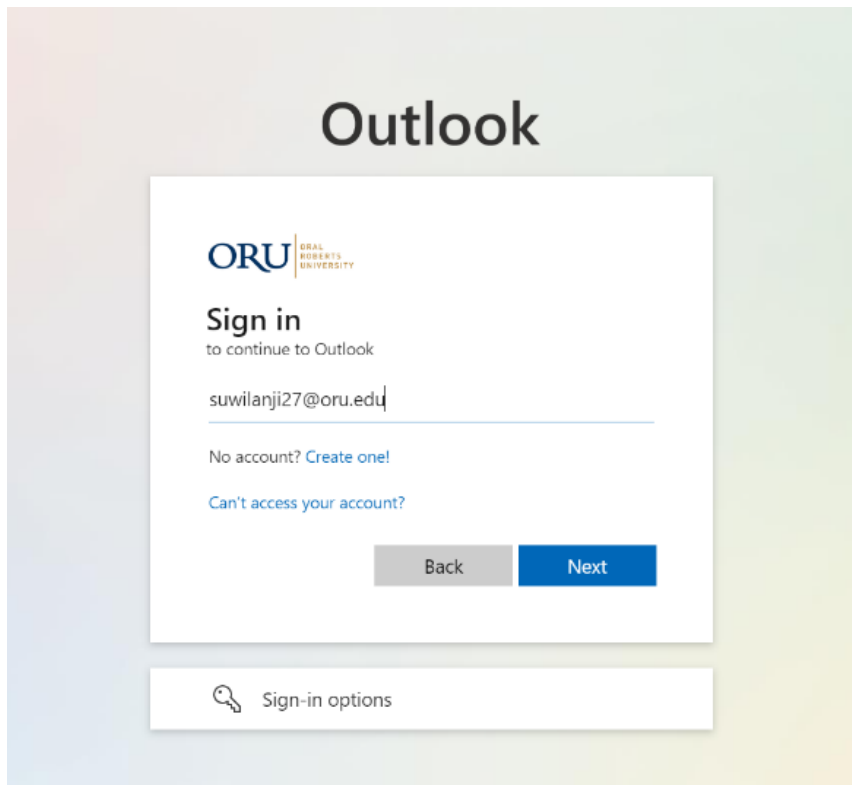 Outlook
ORU
ORAL
ROBERTS
UNIVERSITY
Sign in
to continue to Outlook
suwilanji27@oru.edu
No account? Create one!
Can't access your account?
Back
Next
Sign-in options